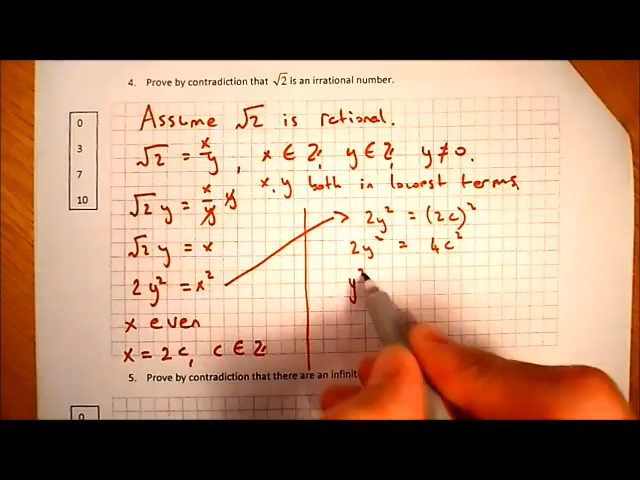 4. Prove by contradiction that √2 is an irrational number.
0
3
7
10
Assume √2 is rational.
√2 = x/y , x ∈ ℤ, y ∈ ℤ, y ≠ 0.
x, y both in lowest terms
√2 y = x/y y
√2 y = x
2y² = x²
x even
x = 2c, c ∈ ℤ
2y² = (2c)²
2y² = 4c²
y²
5. Prove by contradiction that there are an infinit
0